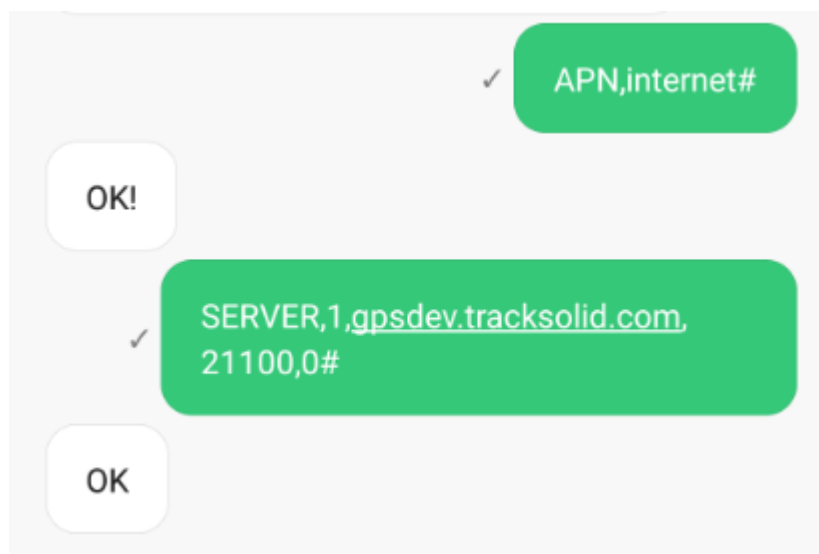 APN,internet#
OK!
SERVER,1,gpsdev.tracksolid.com,
21100,0#
OK